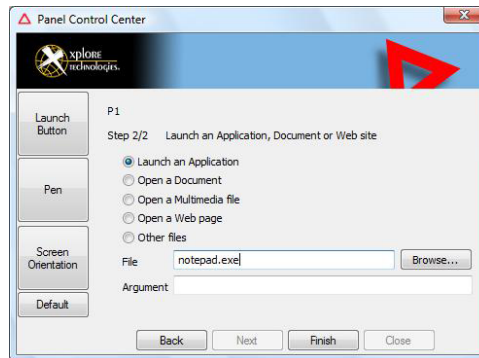 Panel Control Center
xplore
technologies.
P1
Step 2/2 Launch an Application, Document or Web site
Launch
Button
Pen
Screen
Orientation
Default
Launch an Application
Open a Document
Open a Multimedia file
Open a Web page
Other files
File notepad.exe Browse...
Argument
Back Next Finish Close